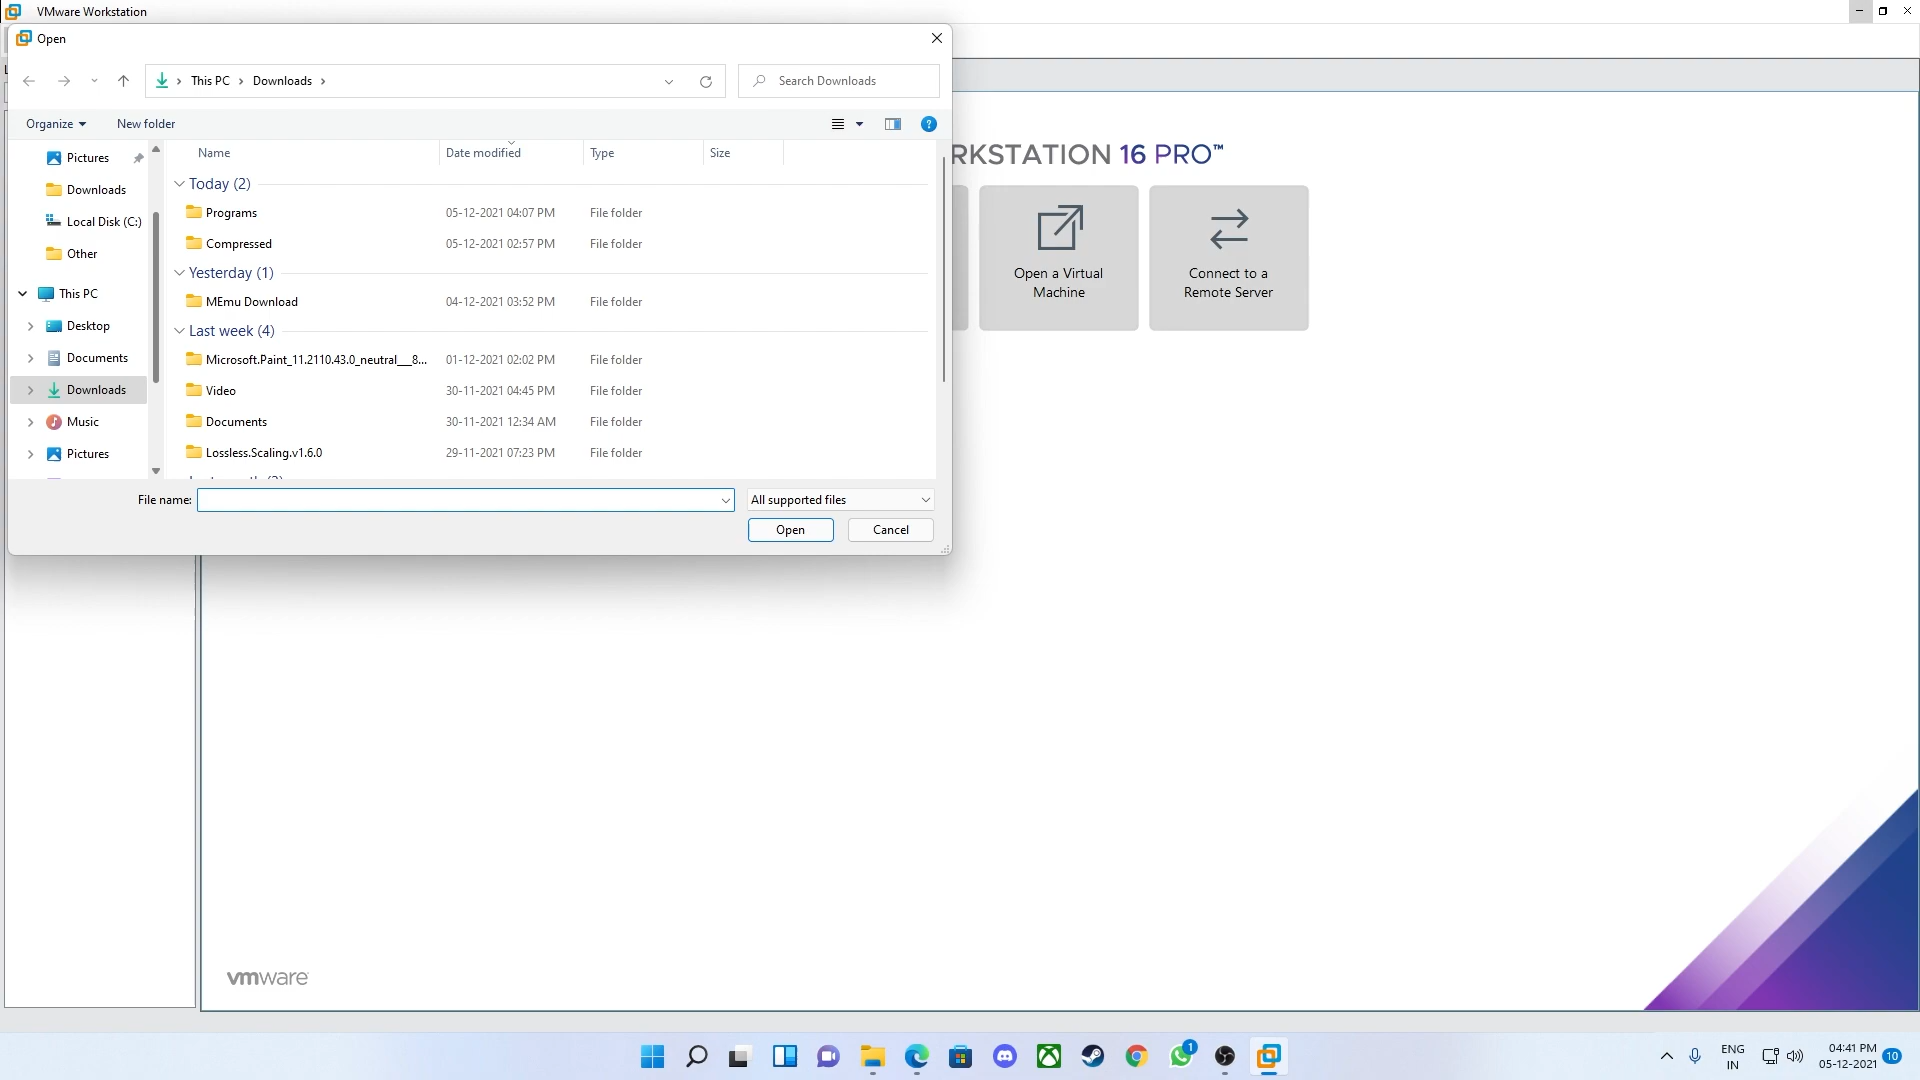 VMware Workstation
Open
This PC
Downloads
Search Downloads
Organize
New folder
?
Name
Date modified
Type
Size
Pictures
Downloads
Local Disk (C:)
Other
This PC
Desktop
Documents
Downloads
Music
Pictures
Today (2)
Programs 05-12-2021 04:07 PM File folder
Compressed 05-12-2021 02:57 PM File folder
Yesterday (1)
MEmu Download 04-12-2021 03:52 PM File folder
Last week (4)
Microsoft.Paint_11.2110.43.0_neutral__8... 01-12-2021 02:02 PM File folder
Video 30-11-2021 04:45 PM File folder
Documents 30-11-2021 12:34 AM File folder
Lossless.Scaling.v1.6.0 29-11-2021 07:23 PM File folder
File name:
All supported files
Open
Cancel
RKSTATION 16 PRO™
Open a Virtual
Machine
Connect to a
Remote Server
vmware
1
ENG
IN
04:41 PM
05-12-2021
10